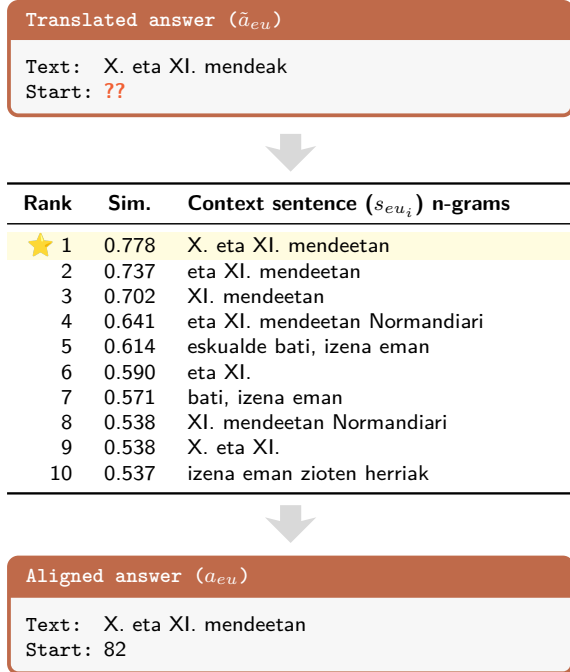 Translated answer (ã_eu)
Text: X. eta XI. mendeak
Start: ??
Rank Sim. Context sentence (s_eu_i) n-grams
1 0.778 X. eta XI. mendeetan
2 0.737 eta XI. mendeetan
3 0.702 XI. mendeetan
4 0.641 eta XI. mendeetan Normandiari
5 0.614 eskualde bati, izena eman
6 0.590 eta XI.
7 0.571 bati, izena eman
8 0.538 XI. mendeetan Normandiari
9 0.538 X. eta XI.
10 0.537 izena eman zioten herriak
Aligned answer (a_eu)
Text: X. eta XI. mendeetan
Start: 82